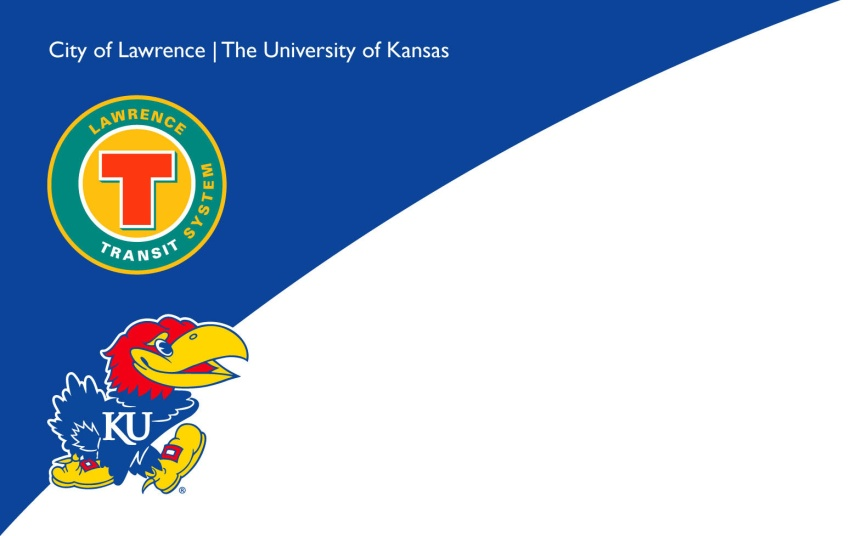 City of Lawrence | The University of Kansas
LAWRENCE
T
TRANSIT SYSTEM
KU
®